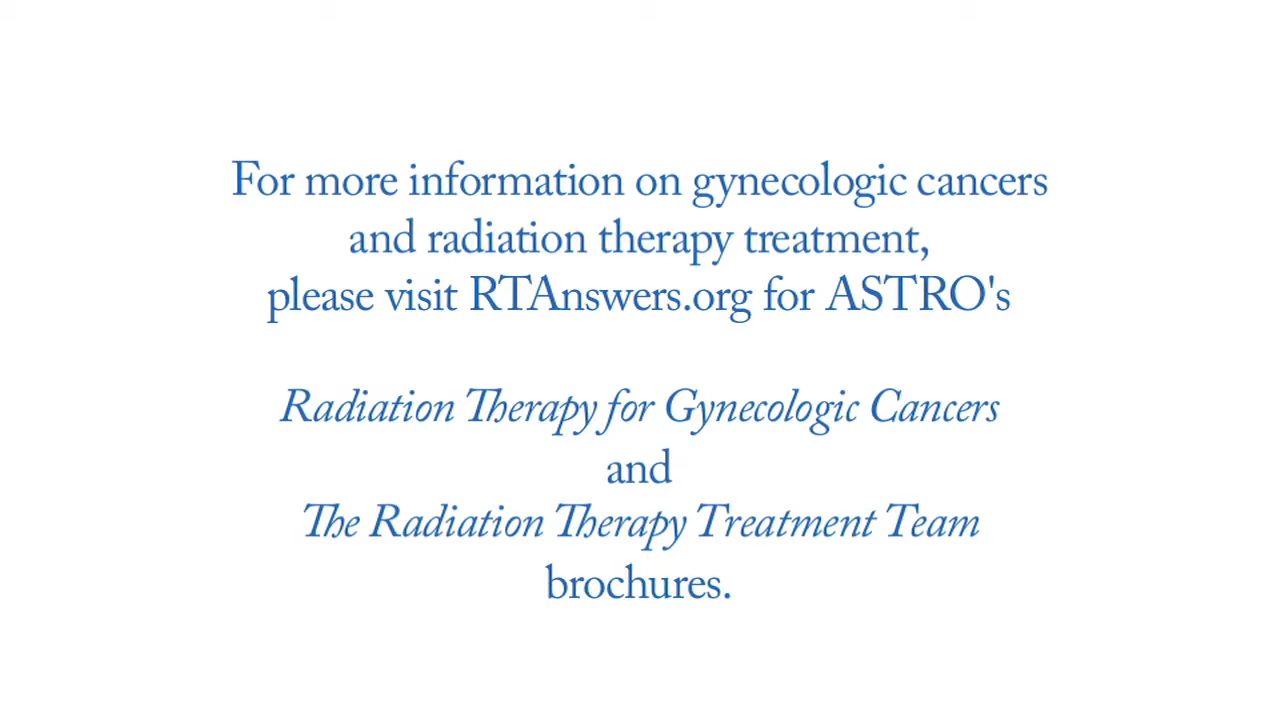 For more information on gynecologic cancers
and radiation therapy treatment,
please visit RTAnswers.org for ASTRO's
Radiation Therapy for Gynecologic Cancers
and
The Radiation Therapy Treatment Team
brochures.